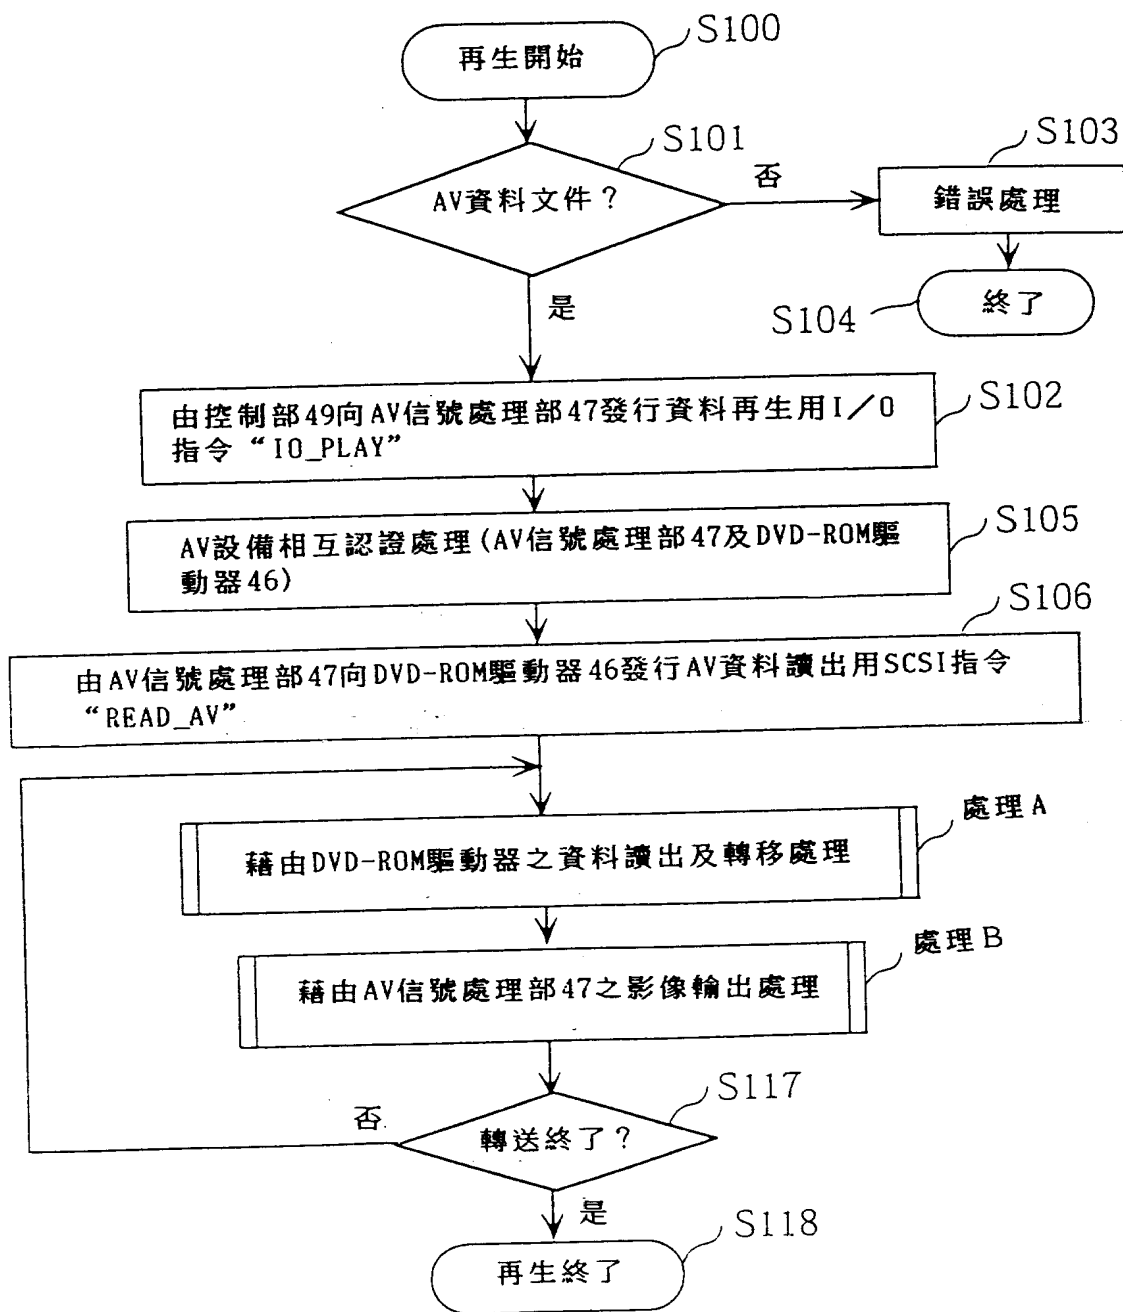 再生開始
S100
S101
AV資料文件？
否
S103
錯誤處理
是
S104
終了
由控制部49向AV信號處理部47發行資料再生用I／O
指令“IO_PLAY”
S102
AV設備相互認證處理(AV信號處理部47及DVD-ROM驅
動器46)
S105
S106
由AV信號處理部47向DVD-ROM驅動器46發行AV資料讀出用SCSI指令
“READ_AV”
處理A
藉由DVD-ROM驅動器之資料讀出及轉移處理
處理B
藉由AV信號處理部47之影像輸出處理
S117
否
轉送終了？
是
S118
再生終了